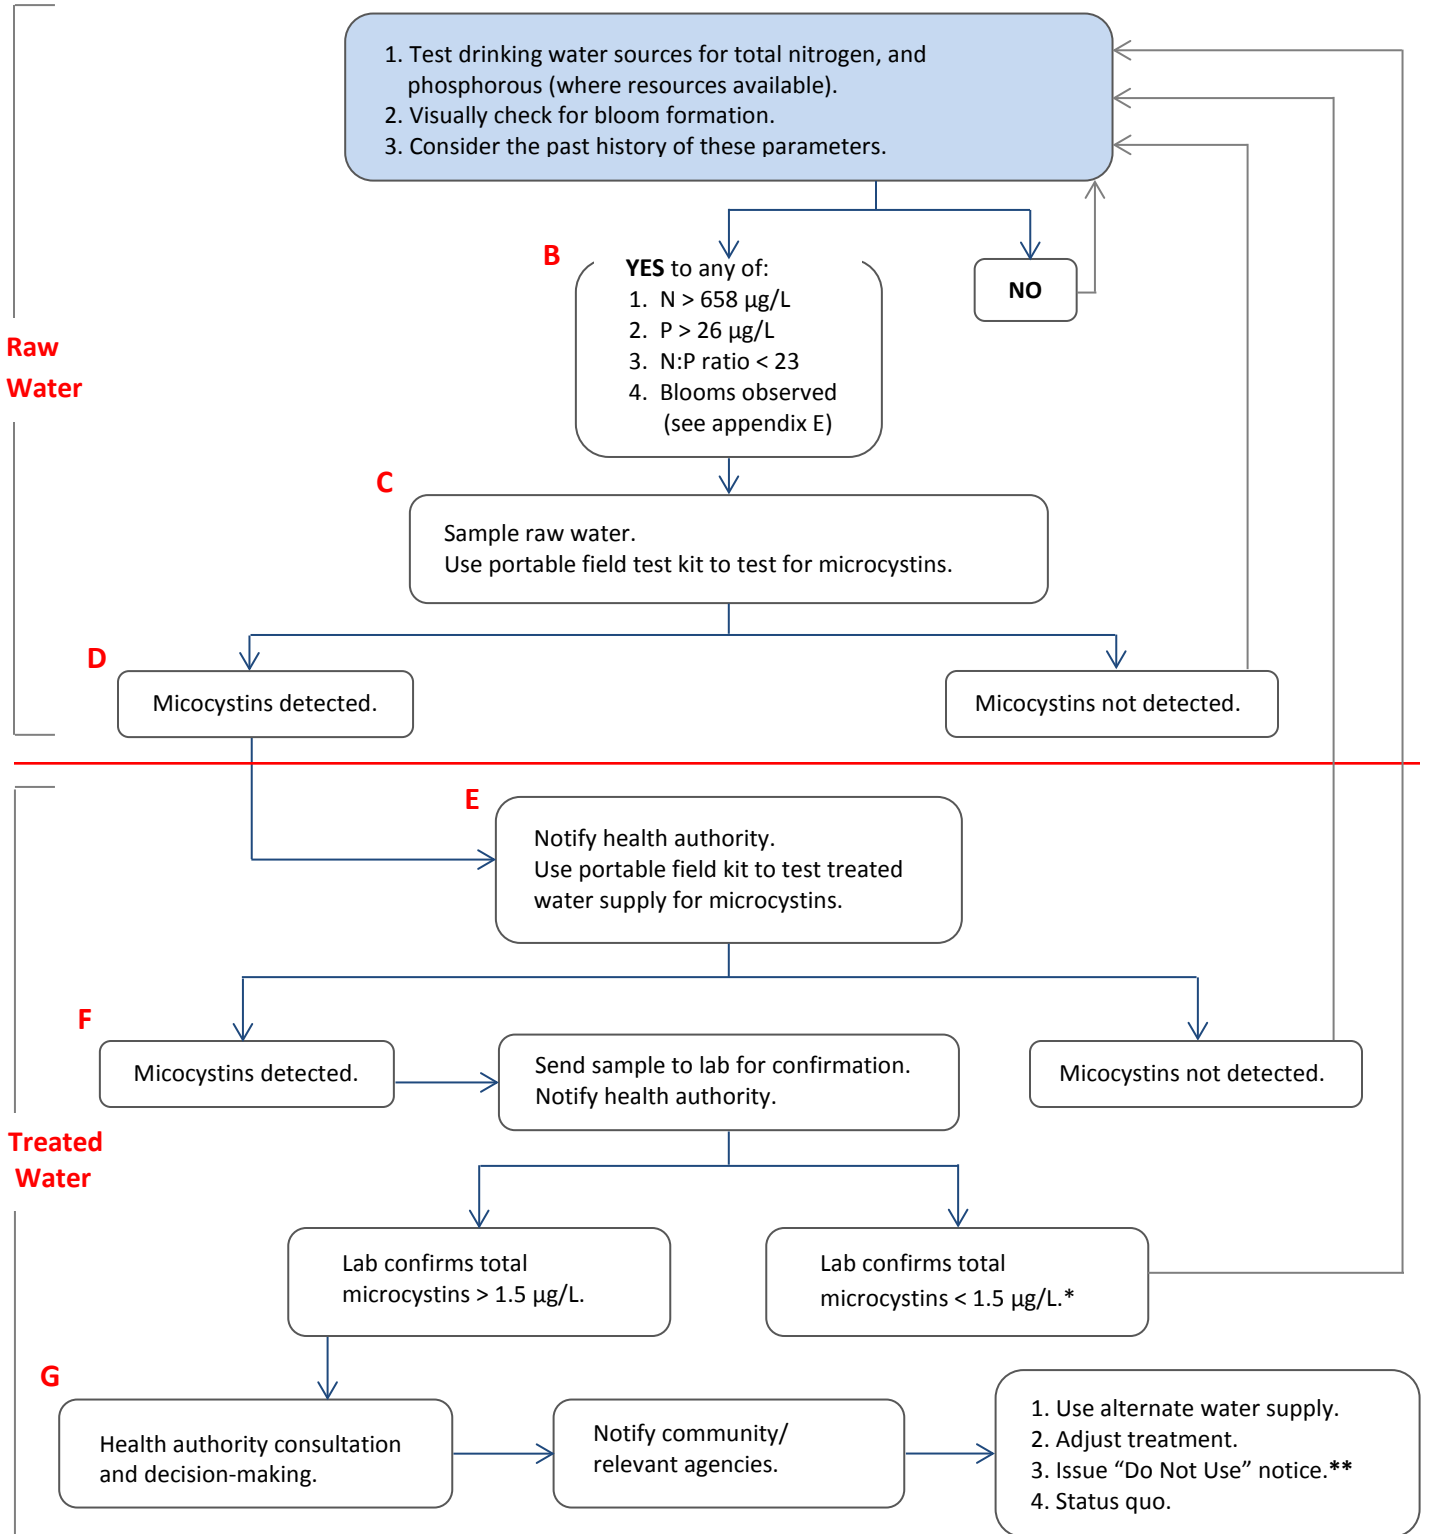 1. Test drinking water sources for total nitrogen, and
phosphorous (where resources available).
2. Visually check for bloom formation.
3. Consider the past history of these parameters.
B
YES to any of:
1. N > 658 µg/L
2. P > 26 µg/L
3. N:P ratio < 23
4. Blooms observed
(see appendix E)
NO
Raw
Water
C
Sample raw water.
Use portable field test kit to test for microcystins.
D
Micocystins detected.
Micocystins not detected.
E
Notify health authority.
Use portable field kit to test treated
water supply for microcystins.
F
Micocystins detected.
Send sample to lab for confirmation.
Notify health authority.
Micocystins not detected.
Treated
Water
Lab confirms total
microcystins > 1.5 µg/L.
Lab confirms total
microcystins < 1.5 µg/L.*
G
Health authority consultation
and decision-making.
Notify community/
relevant agencies.
1. Use alternate water supply.
2. Adjust treatment.
3. Issue “Do Not Use” notice.**
4. Status quo.